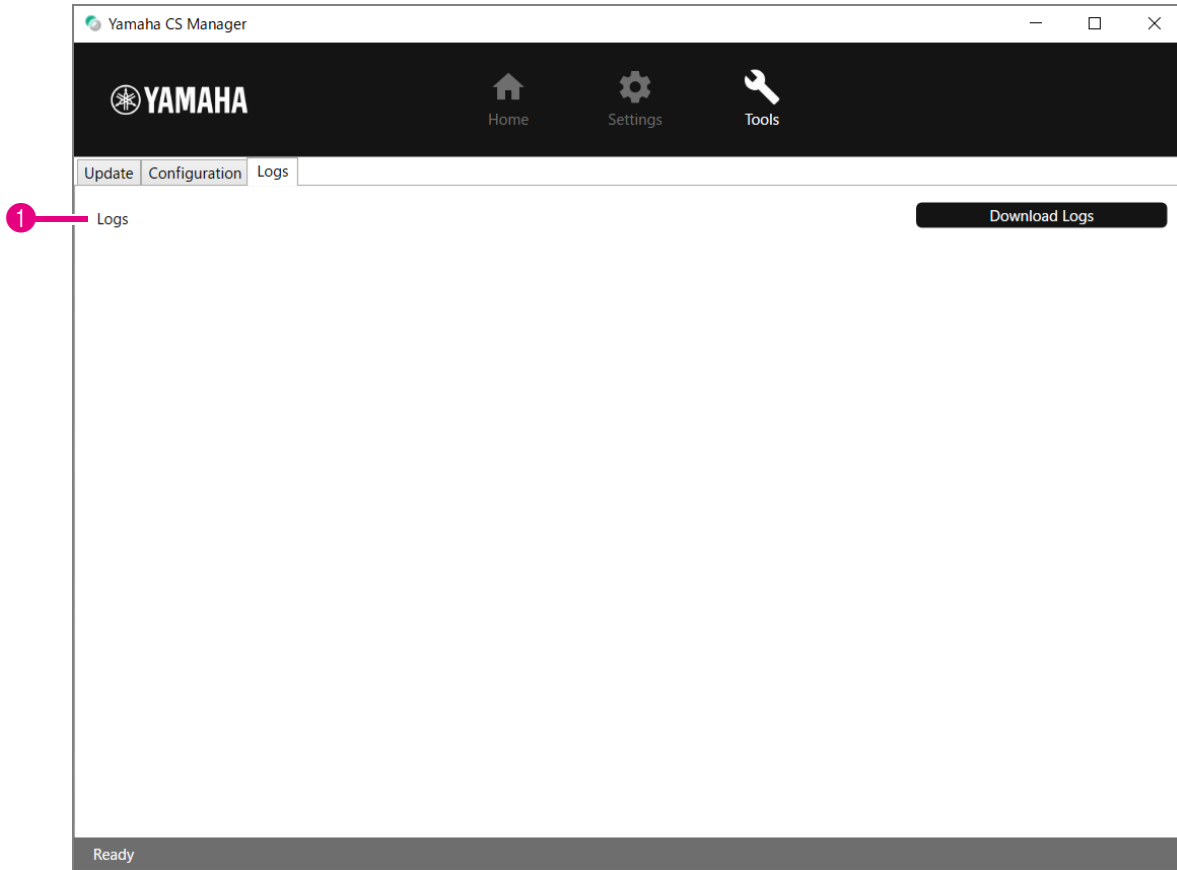 Yamaha CS Manager
YAMAHA
Home Settings Tools
Update Configuration Logs
1 Logs Download Logs
Ready